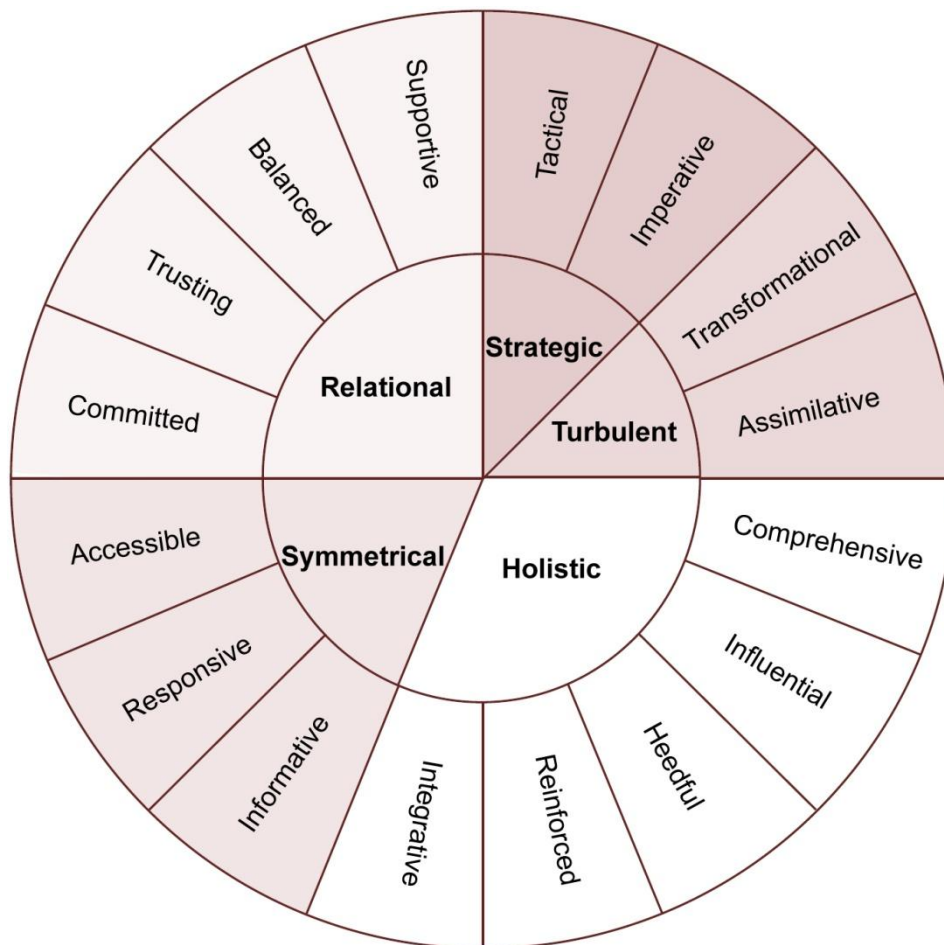 Supportive
Tactical
Balanced
Imperative
Trusting
Transformational
Strategic
Relational
Committed
Turbulent
Assimilative
Accessible
Symmetrical
Holistic
Comprehensive
Responsive
Influential
Informative
Integrative
Reinforced
Heedful